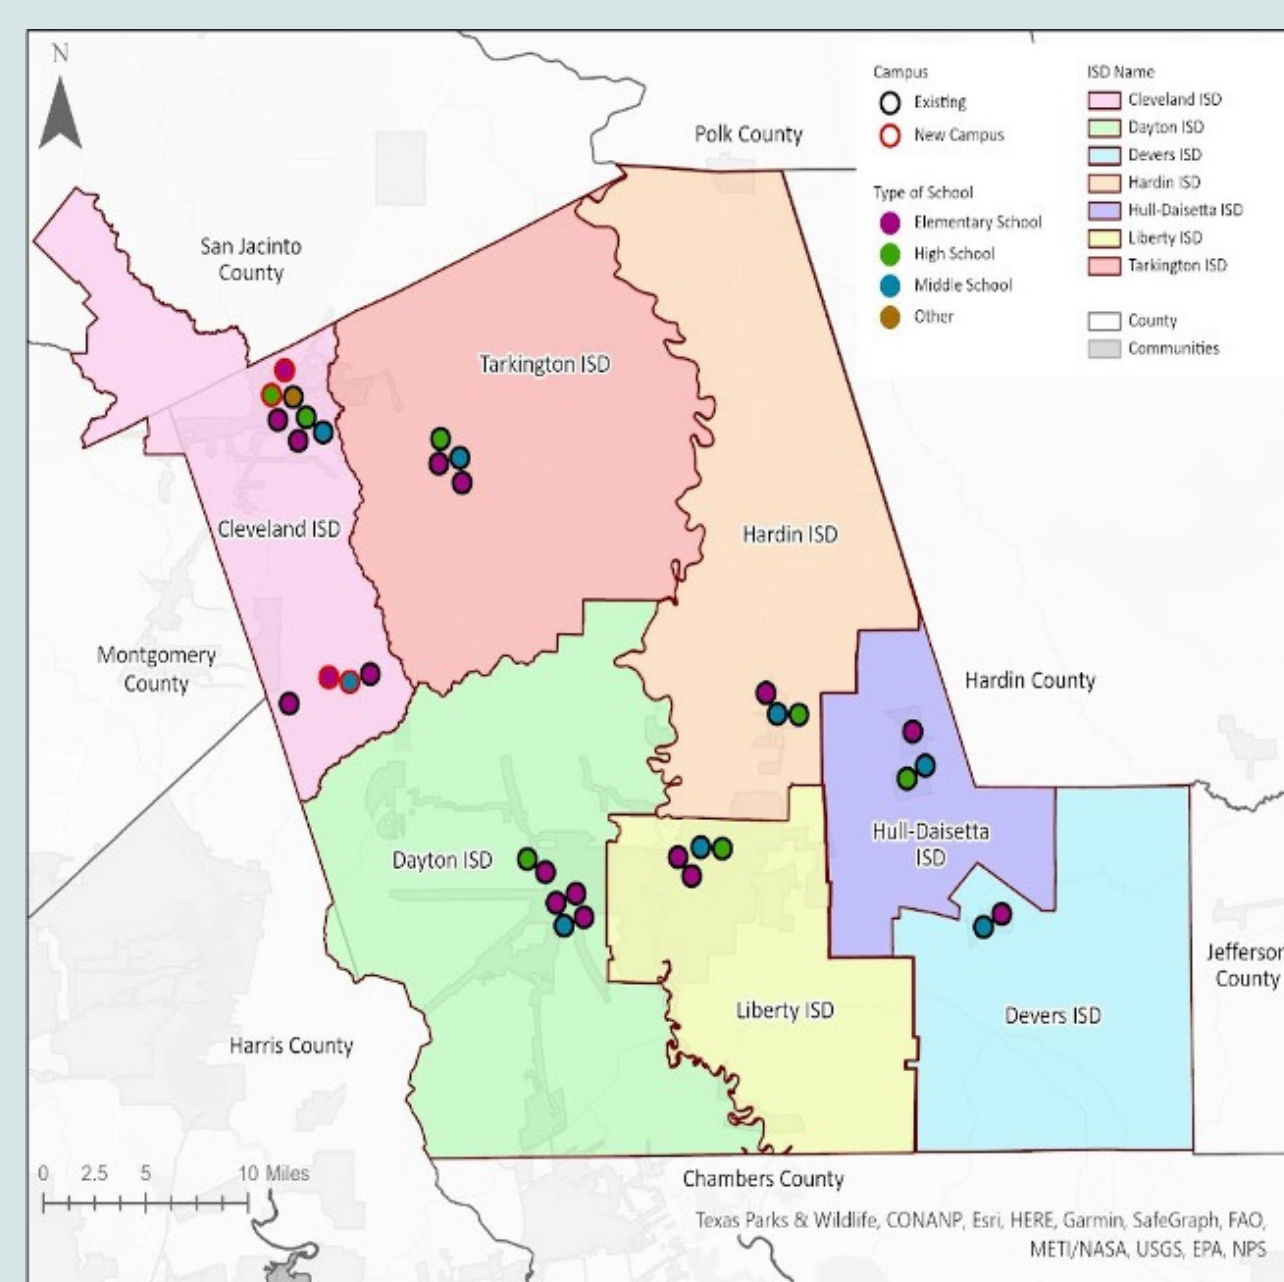 N
Polk County
San Jacinto
County
Tarkington ISD
Cleveland ISD
Hardin ISD
Montgomery
County
Hardin County
Hull-Daisetta
ISD
Dayton ISD
Liberty ISD
Devers ISD
Jefferson
County
Harris County
Chambers County
0 2.5 5 10 Miles
Campus
Existing
New Campus
Type of School
Elementary School
High School
Middle School
Other
ISD Name
Cleveland ISD
Dayton ISD
Devers ISD
Hardin ISD
Hull-Daisetta ISD
Liberty ISD
Tarkington ISD
County
Communities
Texas Parks & Wildlife, CONANP, Esri, HERE, Garmin, SafeGraph, FAO,
METI/NASA, USGS, EPA, NPS